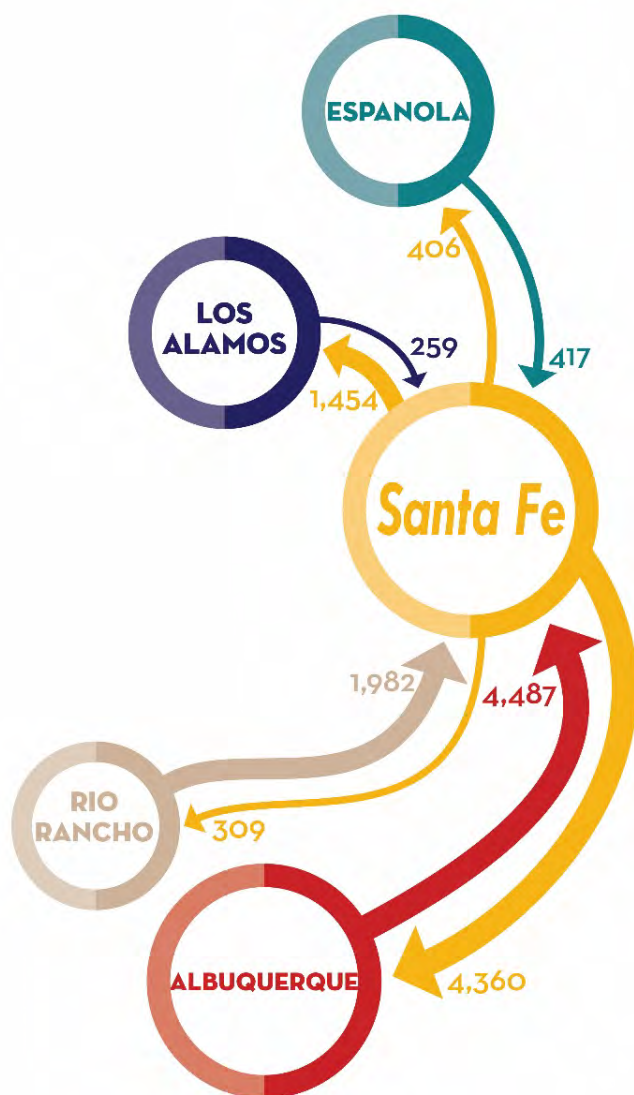 ESPANOLA
406
LOS
ALAMOS
259
417
1,454
Santa Fe
1,982
4,487
RIO
RANCHO
309
ALBUQUERQUE
4,360